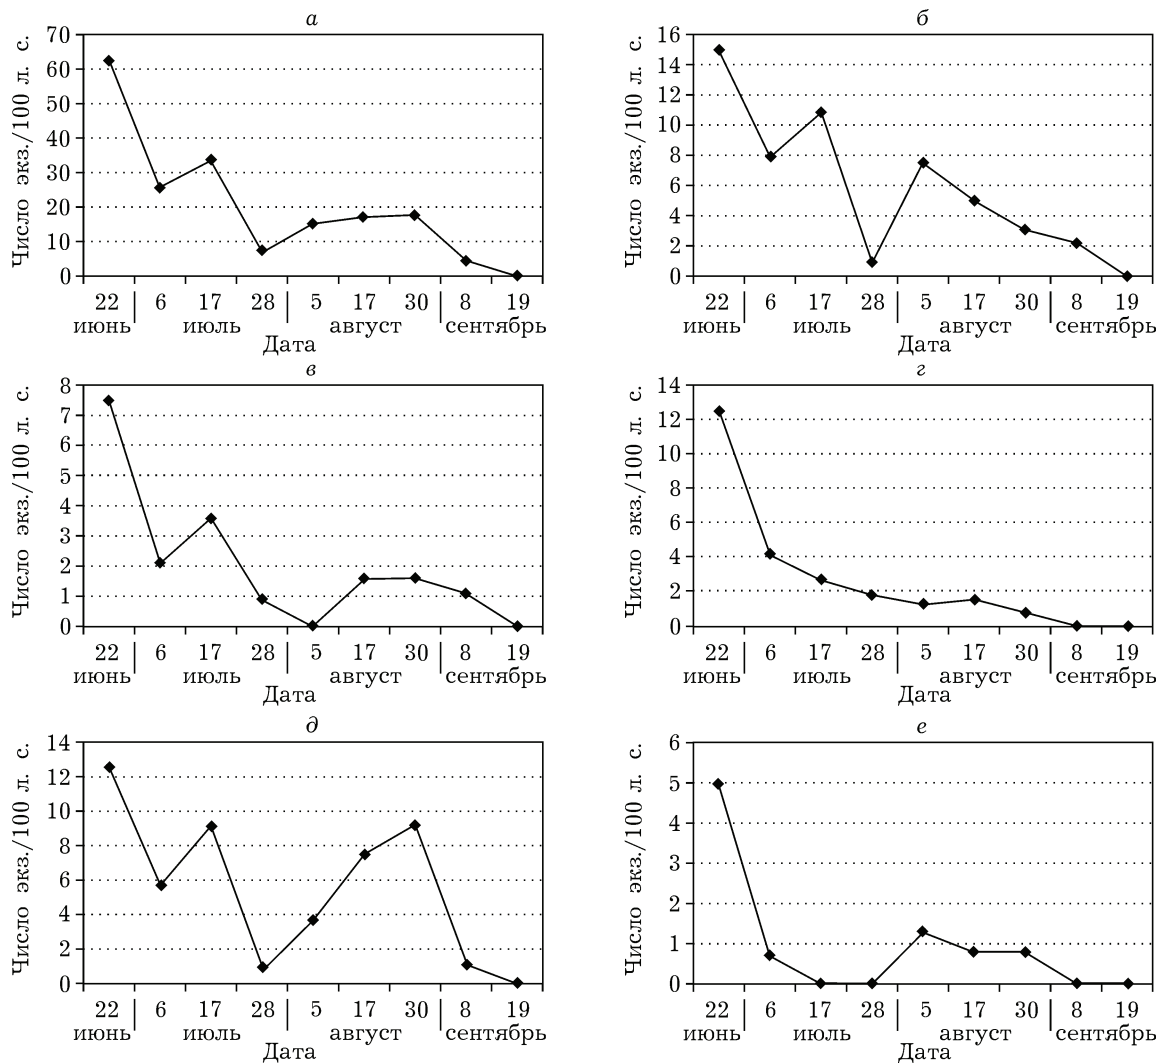 а
Число экз./100 л. с.
70
60
50
40
30
20
10
0
22 6 17 28 5 17 30 8 19
июнь июль август сентябрь
Дата
б
Число экз./100 л. с.
16
14
12
10
8
6
4
2
0
22 6 17 28 5 17 30 8 19
июнь июль август сентябрь
Дата
в
Число экз./100 л. с.
8
7
6
5
4
3
2
1
0
22 6 17 28 5 17 30 8 19
июнь июль август сентябрь
Дата
г
Число экз./100 л. с.
14
12
10
8
6
4
2
0
22 6 17 28 5 17 30 8 19
июнь июль август сентябрь
Дата
д
Число экз./100 л. с.
14
12
10
8
6
4
2
0
22 6 17 28 5 17 30 8 19
июнь июль август сентябрь
Дата
е
Число экз./100 л. с.
6
5
4
3
2
1
0
22 6 17 28 5 17 30 8 19
июнь июль август сентябрь
Дата